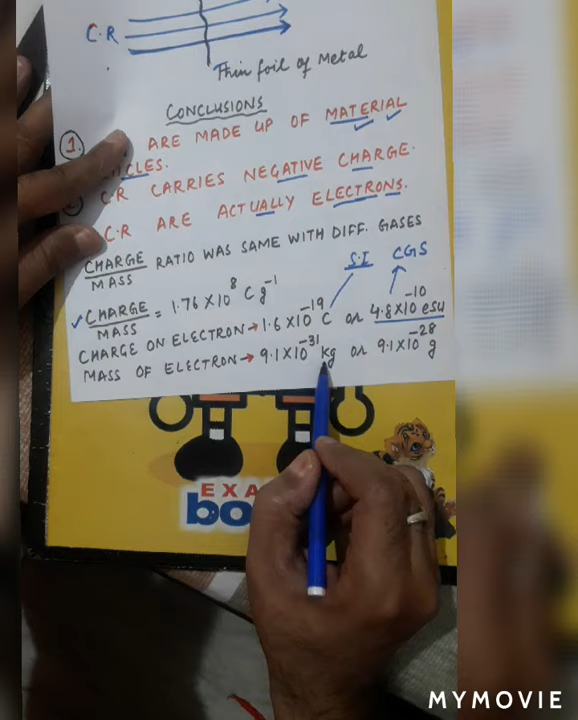 C.R
Thin foil of Metal
CONCLUSIONS
1. ARE MADE UP OF MATERIAL
C.R CARRIES NEGATIVE CHARGE.
C.R ARE ACTUALLY ELECTRONS.
CHARGE/MASS RATIO WAS SAME WITH DIFF. GASES
S.I CGS
✓ CHARGE/MASS = 1.76 × 10⁸ C g⁻¹
CHARGE ON ELECTRON → 1.6 × 10⁻¹⁹ C or 4.8 × 10⁻¹⁰ esu
MASS OF ELECTRON → 9.1 × 10⁻³¹ kg or 9.1 × 10⁻²⁸ g
EXA
bo
MYMOVIE